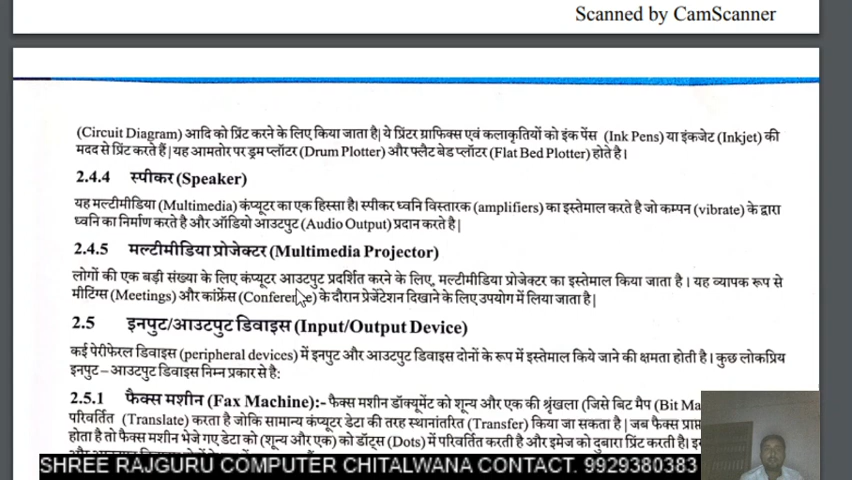 Scanned by CamScanner
(Circuit Diagram) आदि को प्रिंट करने के लिए किया जाता है| ये प्रिंटर ग्राफिक्स एवं कलाकृतियों को इंक पेंस (Ink Pens) या इंकजेट (Inkjet) की
मदद से प्रिंट करते हैं | यह आमतोर पर ड्रम प्लॉटर (Drum Plotter) और फ्लैट बेड प्लॉटर (Flat Bed Plotter) होते है ।
2.4.4 स्पीकर (Speaker)
यह मल्टीमीडिया (Multimedia) कंप्यूटर का एक हिस्सा है। स्पीकर ध्वनि विस्तारक (amplifiers) का इस्तेमाल करते है जो कम्पन (vibrate) के द्वारा
ध्वनि का निर्माण करते है और ऑडियो आउटपुट (Audio Output) प्रदान करते है |
2.4.5 मल्टीमीडिया प्रोजेक्टर (Multimedia Projector)
लोगों की एक बड़ी संख्या के लिए कंप्यूटर आउटपुट प्रदर्शित करने के लिए, मल्टीमीडिया प्रोजेक्टर का इस्तेमाल किया जाता है । यह व्यापक रूप से
मीटिंग्स (Meetings) और कांफ्रेंस (Conference) के दौरान प्रेजेंटेशन दिखाने के लिए उपयोग में लिया जाता है |
2.5 इनपुट/आउटपुट डिवाइस (Input/Output Device)
कई पेरीफेरल डिवाइस (peripheral devices) में इनपुट और आउटपुट डिवाइस दोनों के रूप में इस्तेमाल किये जाने की क्षमता होती है । कुछ लोकप्रिय
इनपुट – आउटपुट डिवाइस निम्न प्रकार से है:
2.5.1 फैक्स मशीन (Fax Machine):- फैक्स मशीन डॉक्यूमेंट को शून्य और एक की श्रृंखला (जिसे बिट मैप (Bit Ma
परिवर्तित (Translate) करता है जोकि सामान्य कंप्यूटर डेटा की तरह स्थानांतरित (Transfer) किया जा सकता है | जब फैक्स प्राप्त
होता है तो फैक्स मशीन भेजे गए डेटा को (शून्य और एक) को डॉट्स (Dots) में परिवर्तित करती है और इमेज को दुबारा प्रिंट करती है।
SHREE RAJGURU COMPUTER CHITALWANA CONTACT. 9929380383